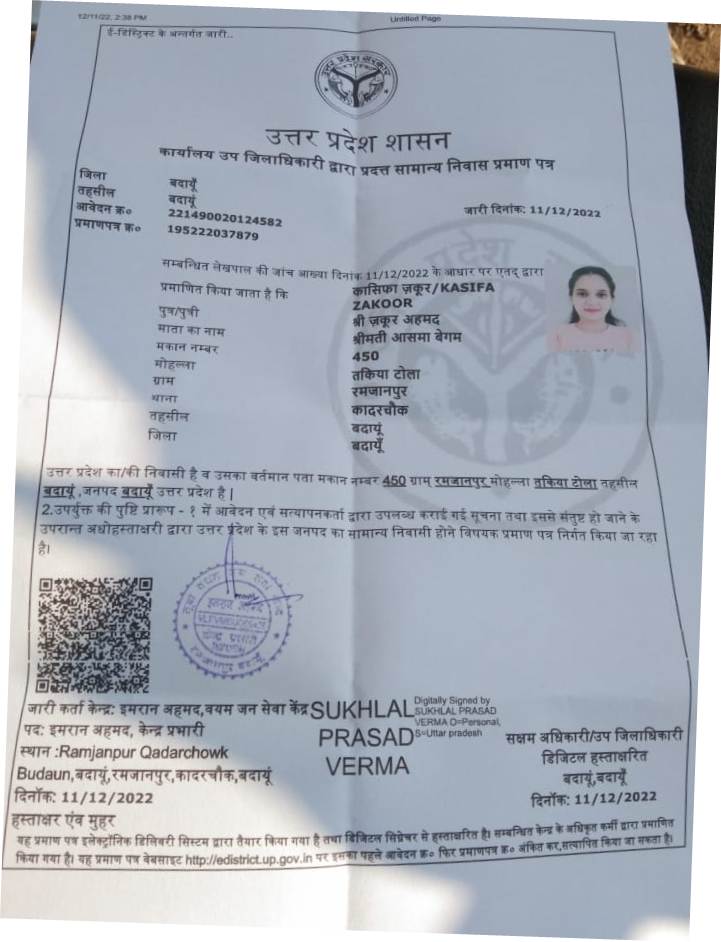 12/11/22, 2:38 PM Untitled Page
ई-डिस्ट्रिक्ट के अन्तर्गत जारी..
उत्तर प्रदेश शासन
कार्यालय उप जिलाधिकारी द्वारा प्रदत्त सामान्य निवास प्रमाण पत्र
जिला बदायूँ
तहसील बदायूं
आवेदन क्र० 221490020124582 जारी दिनांक: 11/12/2022
प्रमाणपत्र क्र० 195222037879
सम्बन्धित लेखपाल की जांच आख्या दिनांक 11/12/2022 के आधार पर एतद् द्वारा
प्रमाणित किया जाता है कि कासिफा ज़कूर/KASIFA
ZAKOOR
पुत्र/पुत्री श्री ज़कूर अहमद
माता का नाम श्रीमती आसमा बेगम
मकान नम्बर 450
मोहल्ला तकिया टोला
ग्राम रमजानपुर
थाना कादरचौक
तहसील बदायूं
जिला बदायूँ
उत्तर प्रदेश का/की निवासी है व उसका वर्तमान पता मकान नम्बर 450 ग्राम रमजानपुर मोहल्ला तकिया टोला तहसील
बदायूं ,जनपद बदायूँ उत्तर प्रदेश है |
2.उपर्युक्त की पुष्टि प्रारूप - १ में आवेदन एवं सत्यापनकर्ता द्वारा उपलब्ध कराई गई सूचना तथा इससे संतुष्ट हो जाने के
उपरान्त अधोहस्ताक्षरी द्वारा उत्तर प्रदेश के इस जनपद का सामान्य निवासी होने विषयक प्रमाण पत्र निर्गत किया जा रहा
है।
जारी कर्ता केन्द्र: इमरान अहमद,वयम जन सेवा केंद्र
पद: इमरान अहमद, केन्द्र प्रभारी
स्थान :Ramjanpur Qadarchowk
Budaun,बदायूं,रमजानपुर,कादरचौक,बदायूं
दिनाँक: 11/12/2022
हस्ताक्षर एंव मुहर
SUKHLAL
PRASAD
VERMA
Digitally Signed by
SUKHLAL PRASAD
VERMA O=Personal,
S=Uttar pradesh
सक्षम अधिकारी/उप जिलाधिकारी
डिजिटल हस्ताक्षरित
बदायूं,बदायूँ
दिनाँक: 11/12/2022
यह प्रमाण पत्र इलेक्ट्रॉनिक डिलिवरी सिस्टम द्वारा तैयार किया गया है तथा डिजिटल सिग्नेचर से हस्ताक्षरित है। सम्बन्धित केन्द्र के अधिकृत कर्मी द्वारा प्रमाणित
किया गया है। यह प्रमाण पत्र वेबसाइट http://edistrict.up.gov.in पर इसका पहले आवेदन क्र० फिर प्रमाणपत्र क्र० अंकित कर,सत्यापित किया जा सकता है।